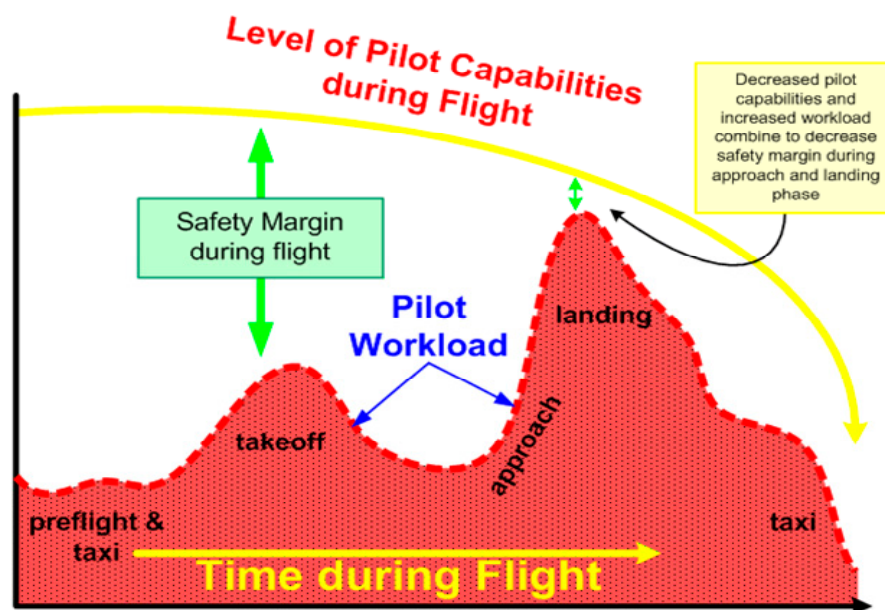 Level of Pilot Capabilities
during Flight
Decreased pilot
capabilities and
increased workload
combine to decrease
safety margin during
approach and landing
phase
Safety Margin
during flight
Pilot
Workload
landing
takeoff
approach
preflight &
taxi
taxi
Time during Flight